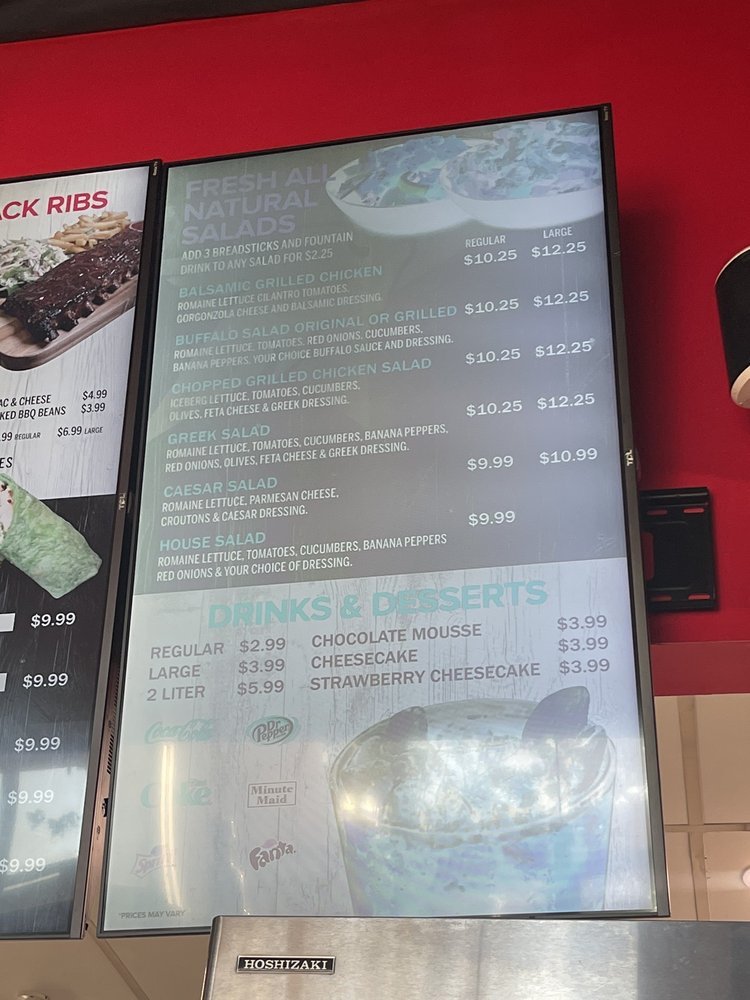 ACK RIBS
AC & CHEESE $4.99
KED BBQ BEANS $3.99
.99 REGULAR $6.99 LARGE
ES
$9.99
$9.99
$9.99
$9.99
$9.99
FRESH ALL
NATURAL
SALADS
ADD 3 BREADSTICKS AND FOUNTAIN
DRINK TO ANY SALAD FOR $2.25
REGULAR LARGE
$10.25 $12.25
BALSAMIC GRILLED CHICKEN
ROMAINE LETTUCE CILANTRO TOMATOES,
GORGONZOLA CHEESE AND BALSAMIC DRESSING.
BUFFALO SALAD ORIGINAL OR GRILLED $10.25 $12.25
ROMAINE LETTUCE, TOMATOES, RED ONIONS, CUCUMBERS,
BANANA PEPPERS, YOUR CHOICE BUFFALO SAUCE AND DRESSING.
CHOPPED GRILLED CHICKEN SALAD $10.25 $12.25
ICEBERG LETTUCE, TOMATOES, CUCUMBERS,
OLIVES, FETA CHEESE & GREEK DRESSING.
GREEK SALAD $10.25 $12.25
ROMAINE LETTUCE, TOMATOES, CUCUMBERS, BANANA PEPPERS,
RED ONIONS, OLIVES, FETA CHEESE & GREEK DRESSING.
CAESAR SALAD $9.99 $10.99
ROMAINE LETTUCE, PARMESAN CHEESE,
CROUTONS & CAESAR DRESSING.
HOUSE SALAD $9.99
ROMAINE LETTUCE, TOMATOES, CUCUMBERS, BANANA PEPPERS
RED ONIONS & YOUR CHOICE OF DRESSING.
DRINKS & DESSERTS
REGULAR $2.99 CHOCOLATE MOUSSE $3.99
LARGE $3.99 CHEESECAKE $3.99
2 LITER $5.99 STRAWBERRY CHEESECAKE $3.99
Coca-Cola Dr Pepper
Coke Minute Maid
Sprite Fanta
*PRICES MAY VARY
TCL
TCL
HOSHIZAKI